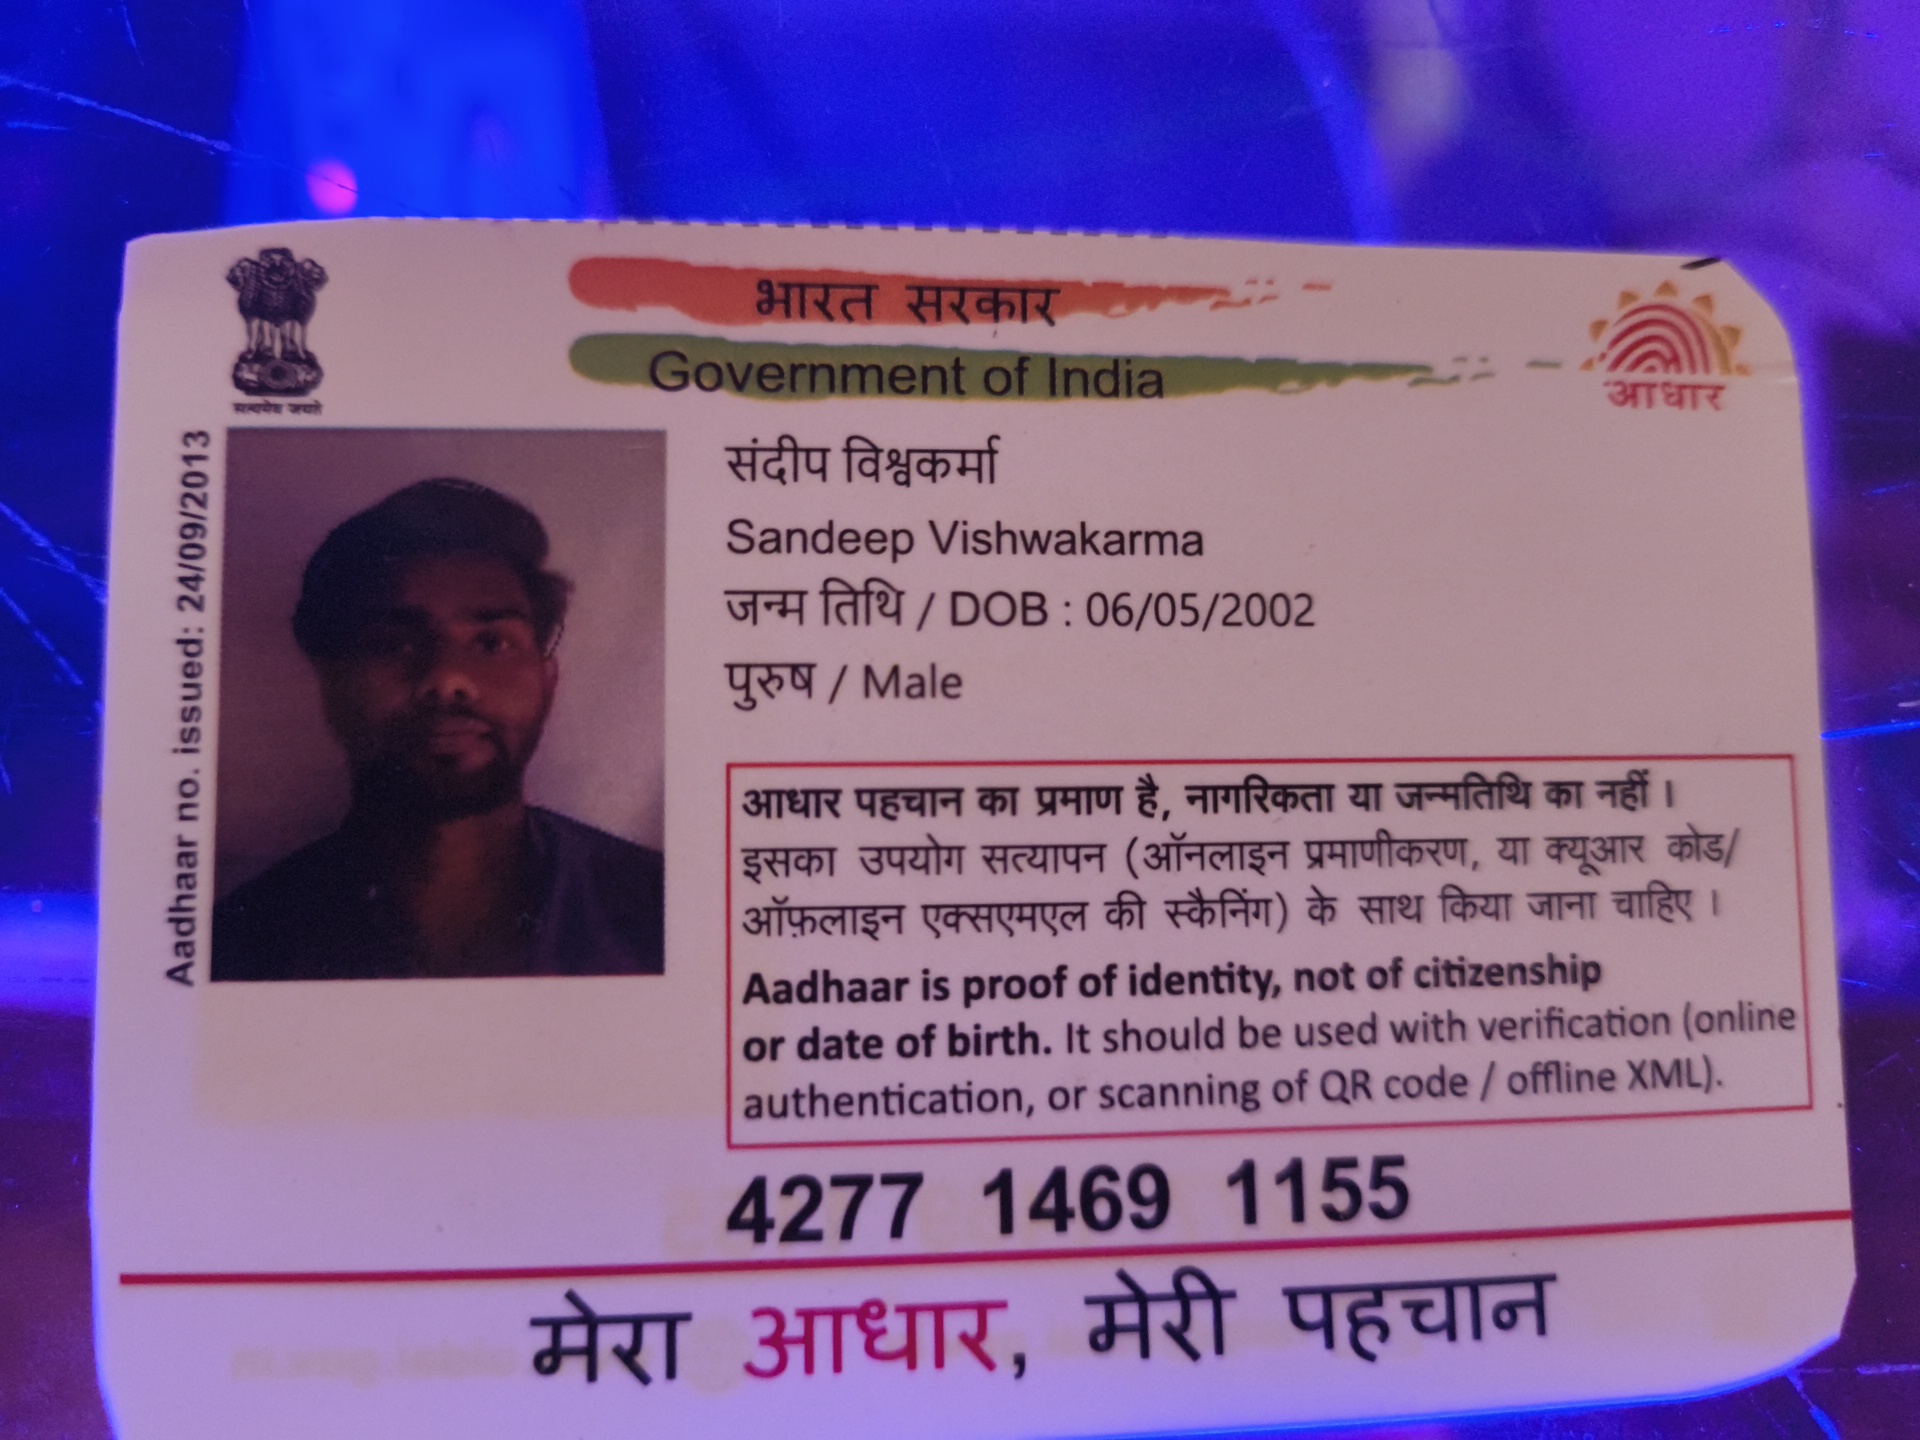 सत्यमेव जयते
भारत सरकार
Government of India
आधार
Aadhaar no. issued: 24/09/2013
संदीप विश्वकर्मा
Sandeep Vishwakarma
जन्म तिथि / DOB : 06/05/2002
पुरुष / Male
आधार पहचान का प्रमाण है, नागरिकता या जन्मतिथि का नहीं ।
इसका उपयोग सत्यापन (ऑनलाइन प्रमाणीकरण, या क्यूआर कोड/
ऑफ़लाइन एक्सएमएल की स्कैनिंग) के साथ किया जाना चाहिए ।
Aadhaar is proof of identity, not of citizenship
or date of birth. It should be used with verification (online
authentication, or scanning of QR code / offline XML).
4277 1469 1155
मेरा आधार, मेरी पहचान